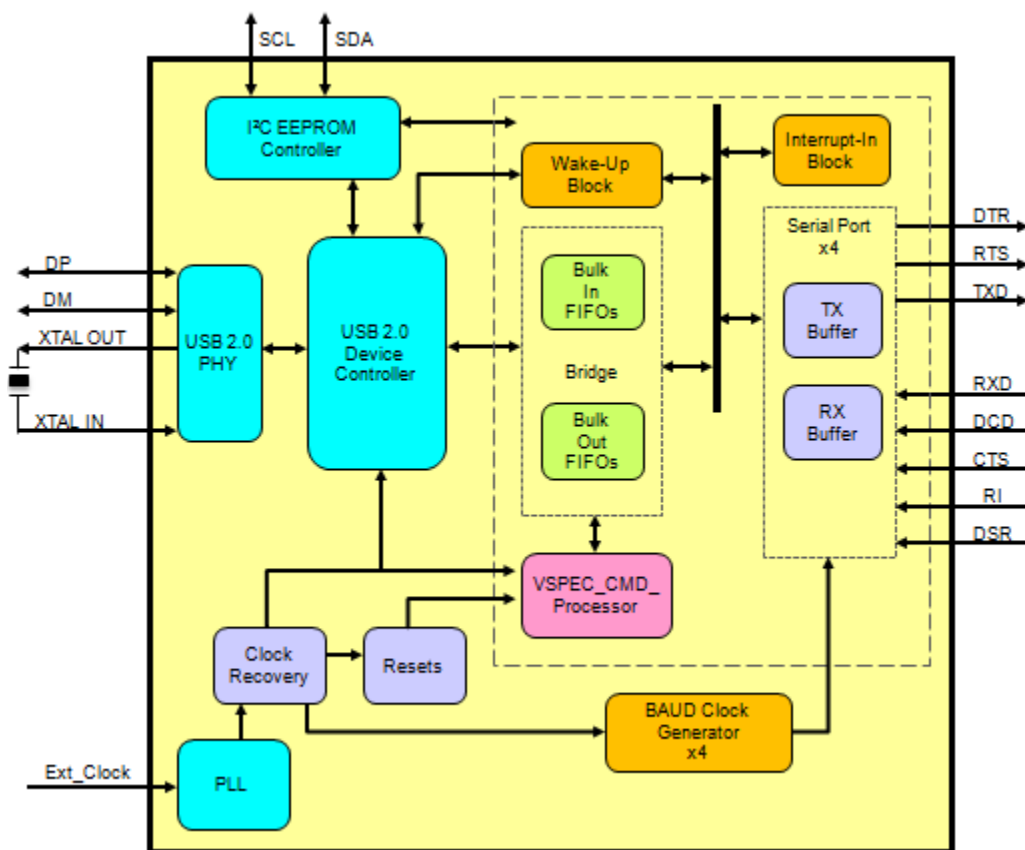 SCL
SDA
I²C EEPROM
Controller
Wake-Up
Block
Interrupt-In
Block
Serial Port
x4
DTR
RTS
TXD
DP
DM
XTAL OUT
XTAL IN
USB 2.0
PHY
USB 2.0
Device
Controller
Bulk
In
FIFOs
Bridge
Bulk
Out
FIFOs
TX
Buffer
RX
Buffer
RXD
DCD
CTS
RI
DSR
VSPEC_CMD_
Processor
Clock
Recovery
Resets
BAUD Clock
Generator
x4
Ext_Clock
PLL